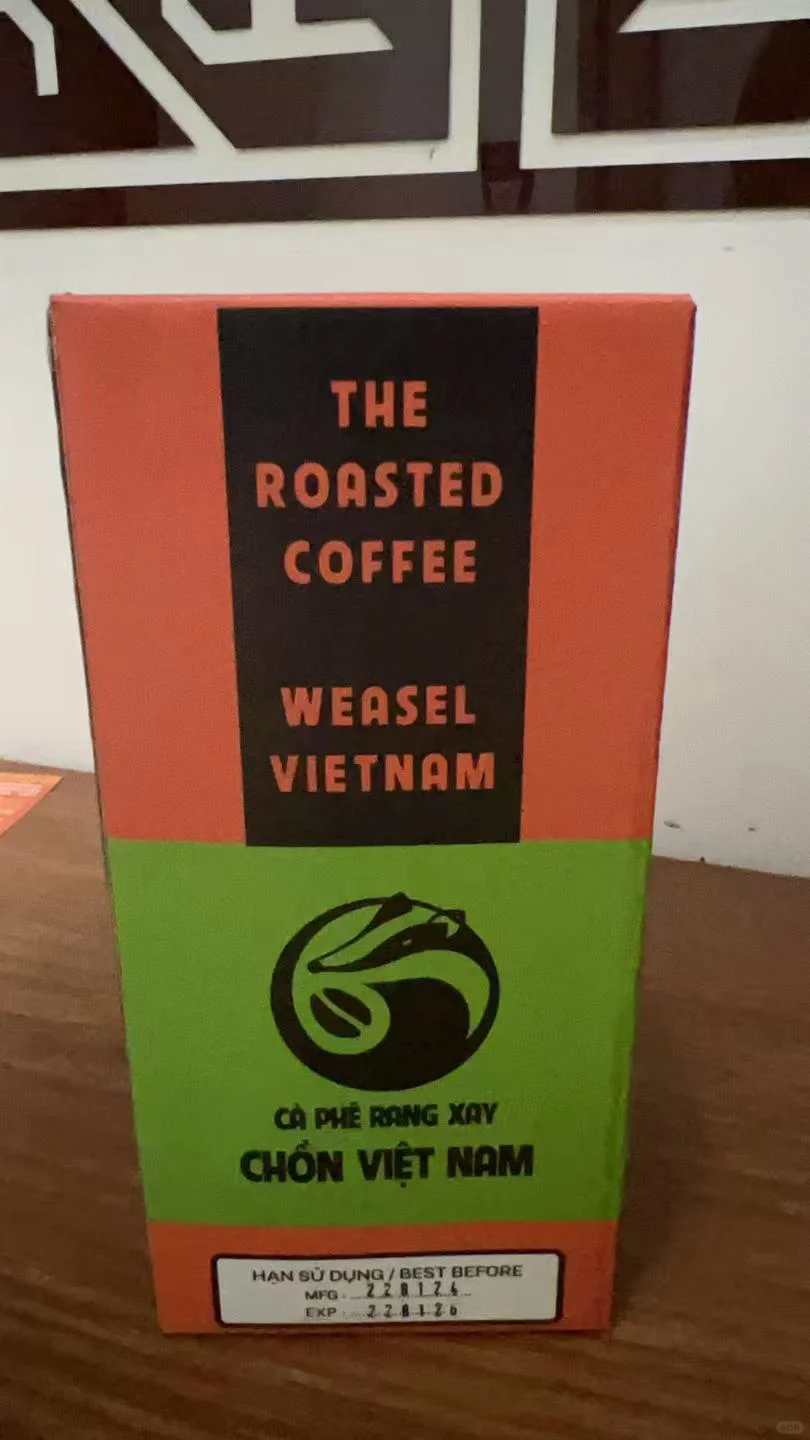 THE
ROASTED
COFFEE
WEASEL
VIETNAM
CÀ PHÊ RANG XAY
CHỒN VIỆT NAM
HẠN SỬ DỤNG / BEST BEFORE
MFG : 220124
EXP : 220126